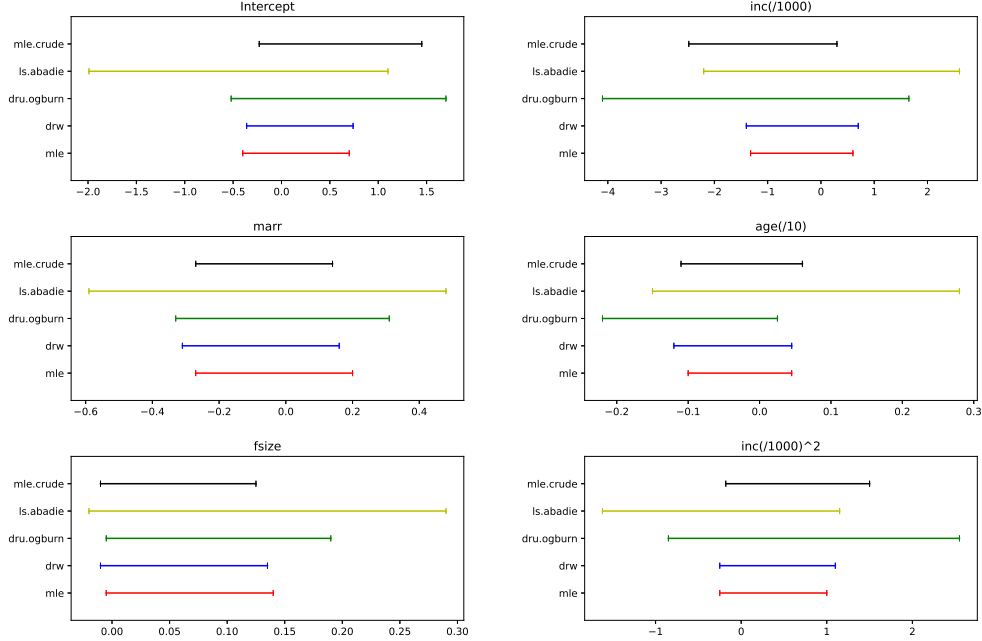 Intercept
mle.crude
ls.abadie
dru.ogburn
drw
mle
−2.0 −1.5 −1.0 −0.5 0.0 0.5 1.0 1.5
inc(/1000)
mle.crude
ls.abadie
dru.ogburn
drw
mle
−4 −3 −2 −1 0 1 2
marr
mle.crude
ls.abadie
dru.ogburn
drw
mle
−0.6 −0.4 −0.2 0.0 0.2 0.4
age(/10)
mle.crude
ls.abadie
dru.ogburn
drw
mle
−0.2 −0.1 0.0 0.1 0.2 0.3
fsize
mle.crude
ls.abadie
dru.ogburn
drw
mle
0.00 0.05 0.10 0.15 0.20 0.25 0.30
inc(/1000)^2
mle.crude
ls.abadie
dru.ogburn
drw
mle
−1 0 1 2